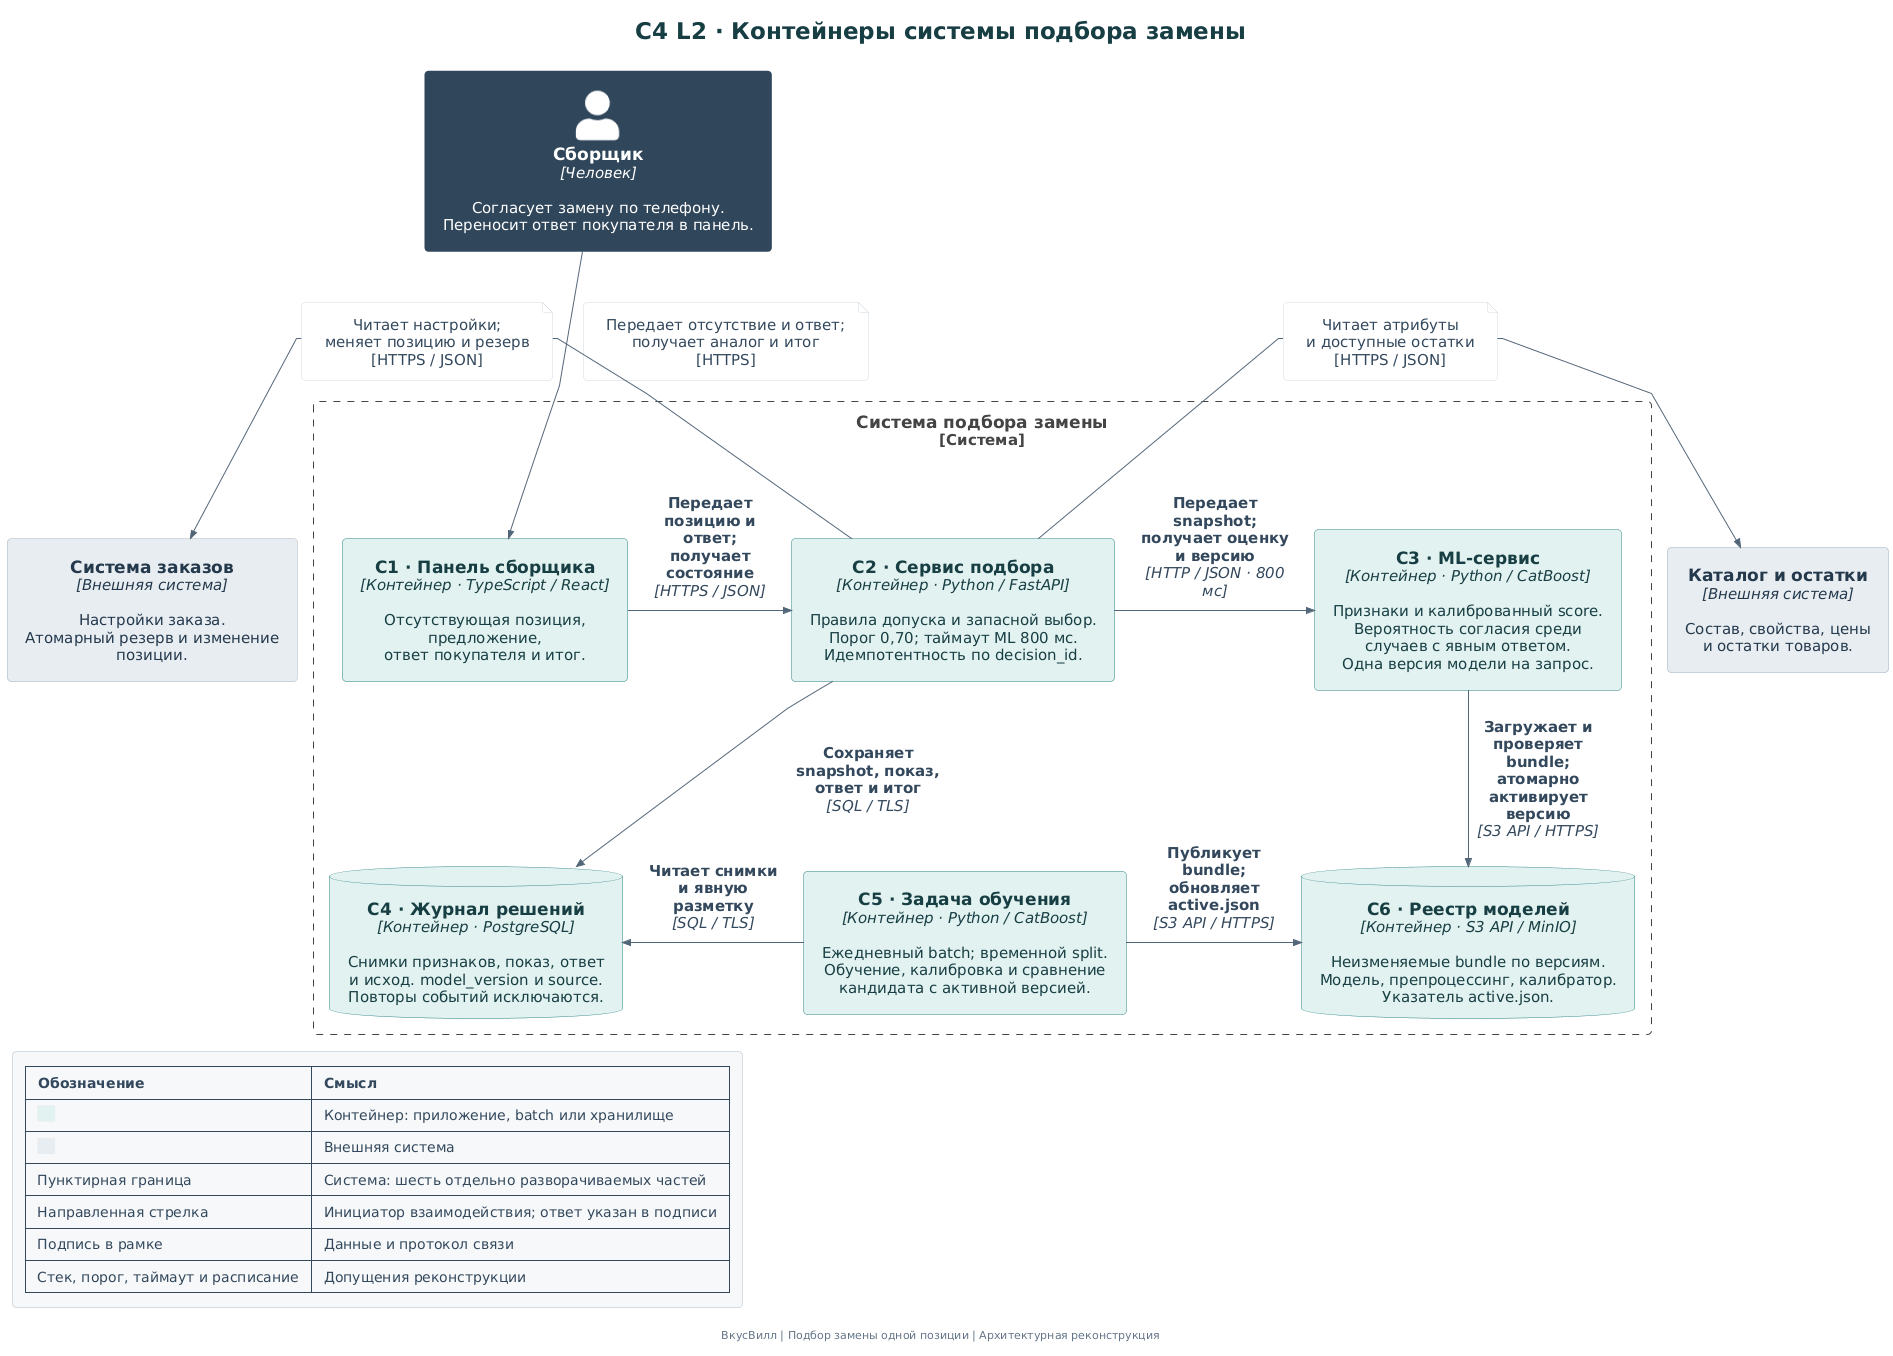 C4 L2 · Контейнеры системы подбора замены
Сборщик
[Человек]
Согласует замену по телефону.
Переносит ответ покупателя в панель.
Читает настройки;
меняет позицию и резерв
[HTTPS / JSON]
Передает отсутствие и ответ;
получает аналог и итог
[HTTPS]
Читает атрибуты
и доступные остатки
[HTTPS / JSON]
Система подбора замены
[Система]
Система заказов
[Внешняя система]
Настройки заказа.
Атомарный резерв и изменение
позиции.
C1 · Панель сборщика
[Контейнер · TypeScript / React]
Отсутствующая позиция,
предложение,
ответ покупателя и итог.
Передает
позицию и
ответ;
получает
состояние
[HTTPS / JSON]
C2 · Сервис подбора
[Контейнер · Python / FastAPI]
Правила допуска и запасной выбор.
Порог 0,70; таймаут ML 800 мс.
Идемпотентность по decision_id.
Передает
snapshot;
получает оценку
и версию
[HTTP / JSON · 800
мс]
C3 · ML-сервис
[Контейнер · Python / CatBoost]
Признаки и калиброванный score.
Вероятность согласия среди
случаев с явным ответом.
Одна версия модели на запрос.
Каталог и остатки
[Внешняя система]
Состав, свойства, цены
и остатки товаров.
Сохраняет
snapshot, показ,
ответ и итог
[SQL / TLS]
Загружает и
проверяет
bundle;
атомарно
активирует
версию
[S3 API / HTTPS]
C4 · Журнал решений
[Контейнер · PostgreSQL]
Снимки признаков, показ, ответ
и исход. model_version и source.
Повторы событий исключаются.
Читает снимки
и явную
разметку
[SQL / TLS]
C5 · Задача обучения
[Контейнер · Python / CatBoost]
Ежедневный batch; временной split.
Обучение, калибровка и сравнение
кандидата с активной версией.
Публикует
bundle;
обновляет
active.json
[S3 API / HTTPS]
C6 · Реестр моделей
[Контейнер · S3 API / MinIO]
Неизменяемые bundle по версиям.
Модель, препроцессинг, калибратор.
Указатель active.json.
Обозначение Смысл
Контейнер: приложение, batch или хранилище
Внешняя система
Пунктирная граница Система: шесть отдельно разворачиваемых частей
Направленная стрелка Инициатор взаимодействия; ответ указан в подписи
Подпись в рамке Данные и протокол связи
Стек, порог, таймаут и расписание Допущения реконструкции
ВкусВилл | Подбор замены одной позиции | Архитектурная реконструкция